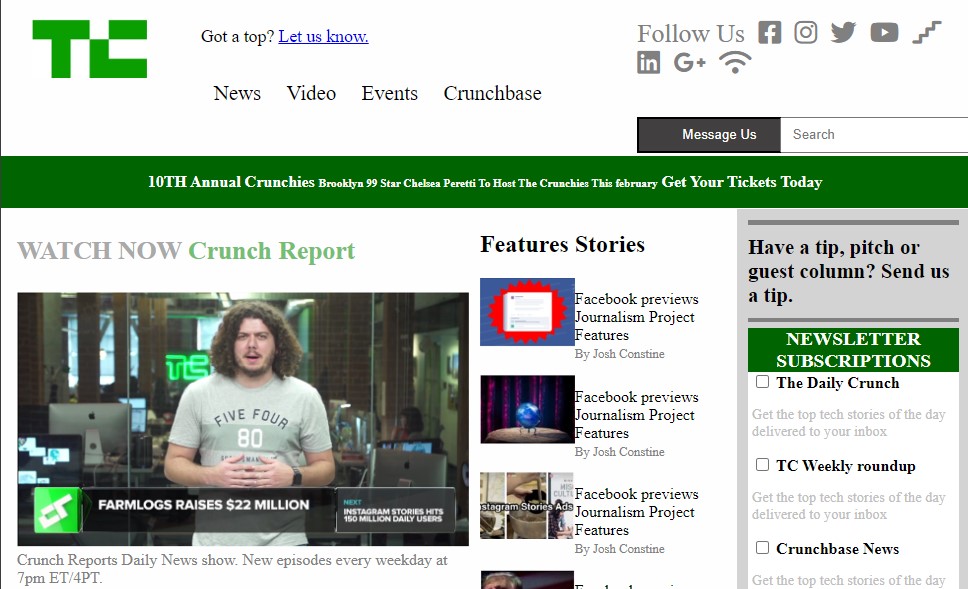 TC
Got a top? Let us know.
Follow Us
News Video Events Crunchbase
Message Us
Search
10TH Annual Crunchies Brooklyn 99 Star Chelsea Peretti To Host The Crunchies This february Get Your Tickets Today
WATCH NOW Crunch Report
TC
FIVE FOUR
80
FARMLOGS RAISES $22 MILLION
NEXT
INSTAGRAM STORIES HITS
150 MILLION DAILY USERS
Crunch Reports Daily News show. New episodes every weekday at
7pm ET/4PT.
Features Stories
Facebook previews
Journalism Project
Features
By Josh Constine
Facebook previews
Journalism Project
Features
By Josh Constine
stagram Stories Ads
Facebook previews
Journalism Project
Features
By Josh Constine
Have a tip, pitch or
guest column? Send us
a tip.
NEWSLETTER
SUBSCRIPTIONS
The Daily Crunch
Get the top tech stories of the day
delivered to your inbox
TC Weekly roundup
Get the top tech stories of the day
delivered to your inbox
Crunchbase News
Get the top tech stories of the day